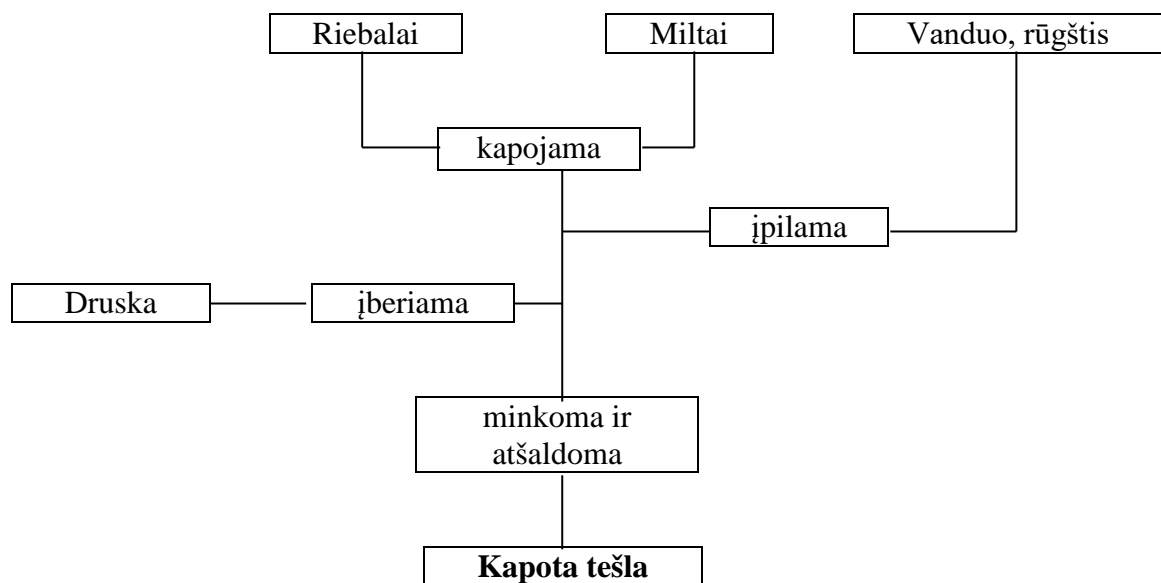 Riebalai
Miltai
Vanduo, rūgštis
kapojama
įpilama
Druska
įberiama
minkoma ir
atšaldoma
Kapota tešla